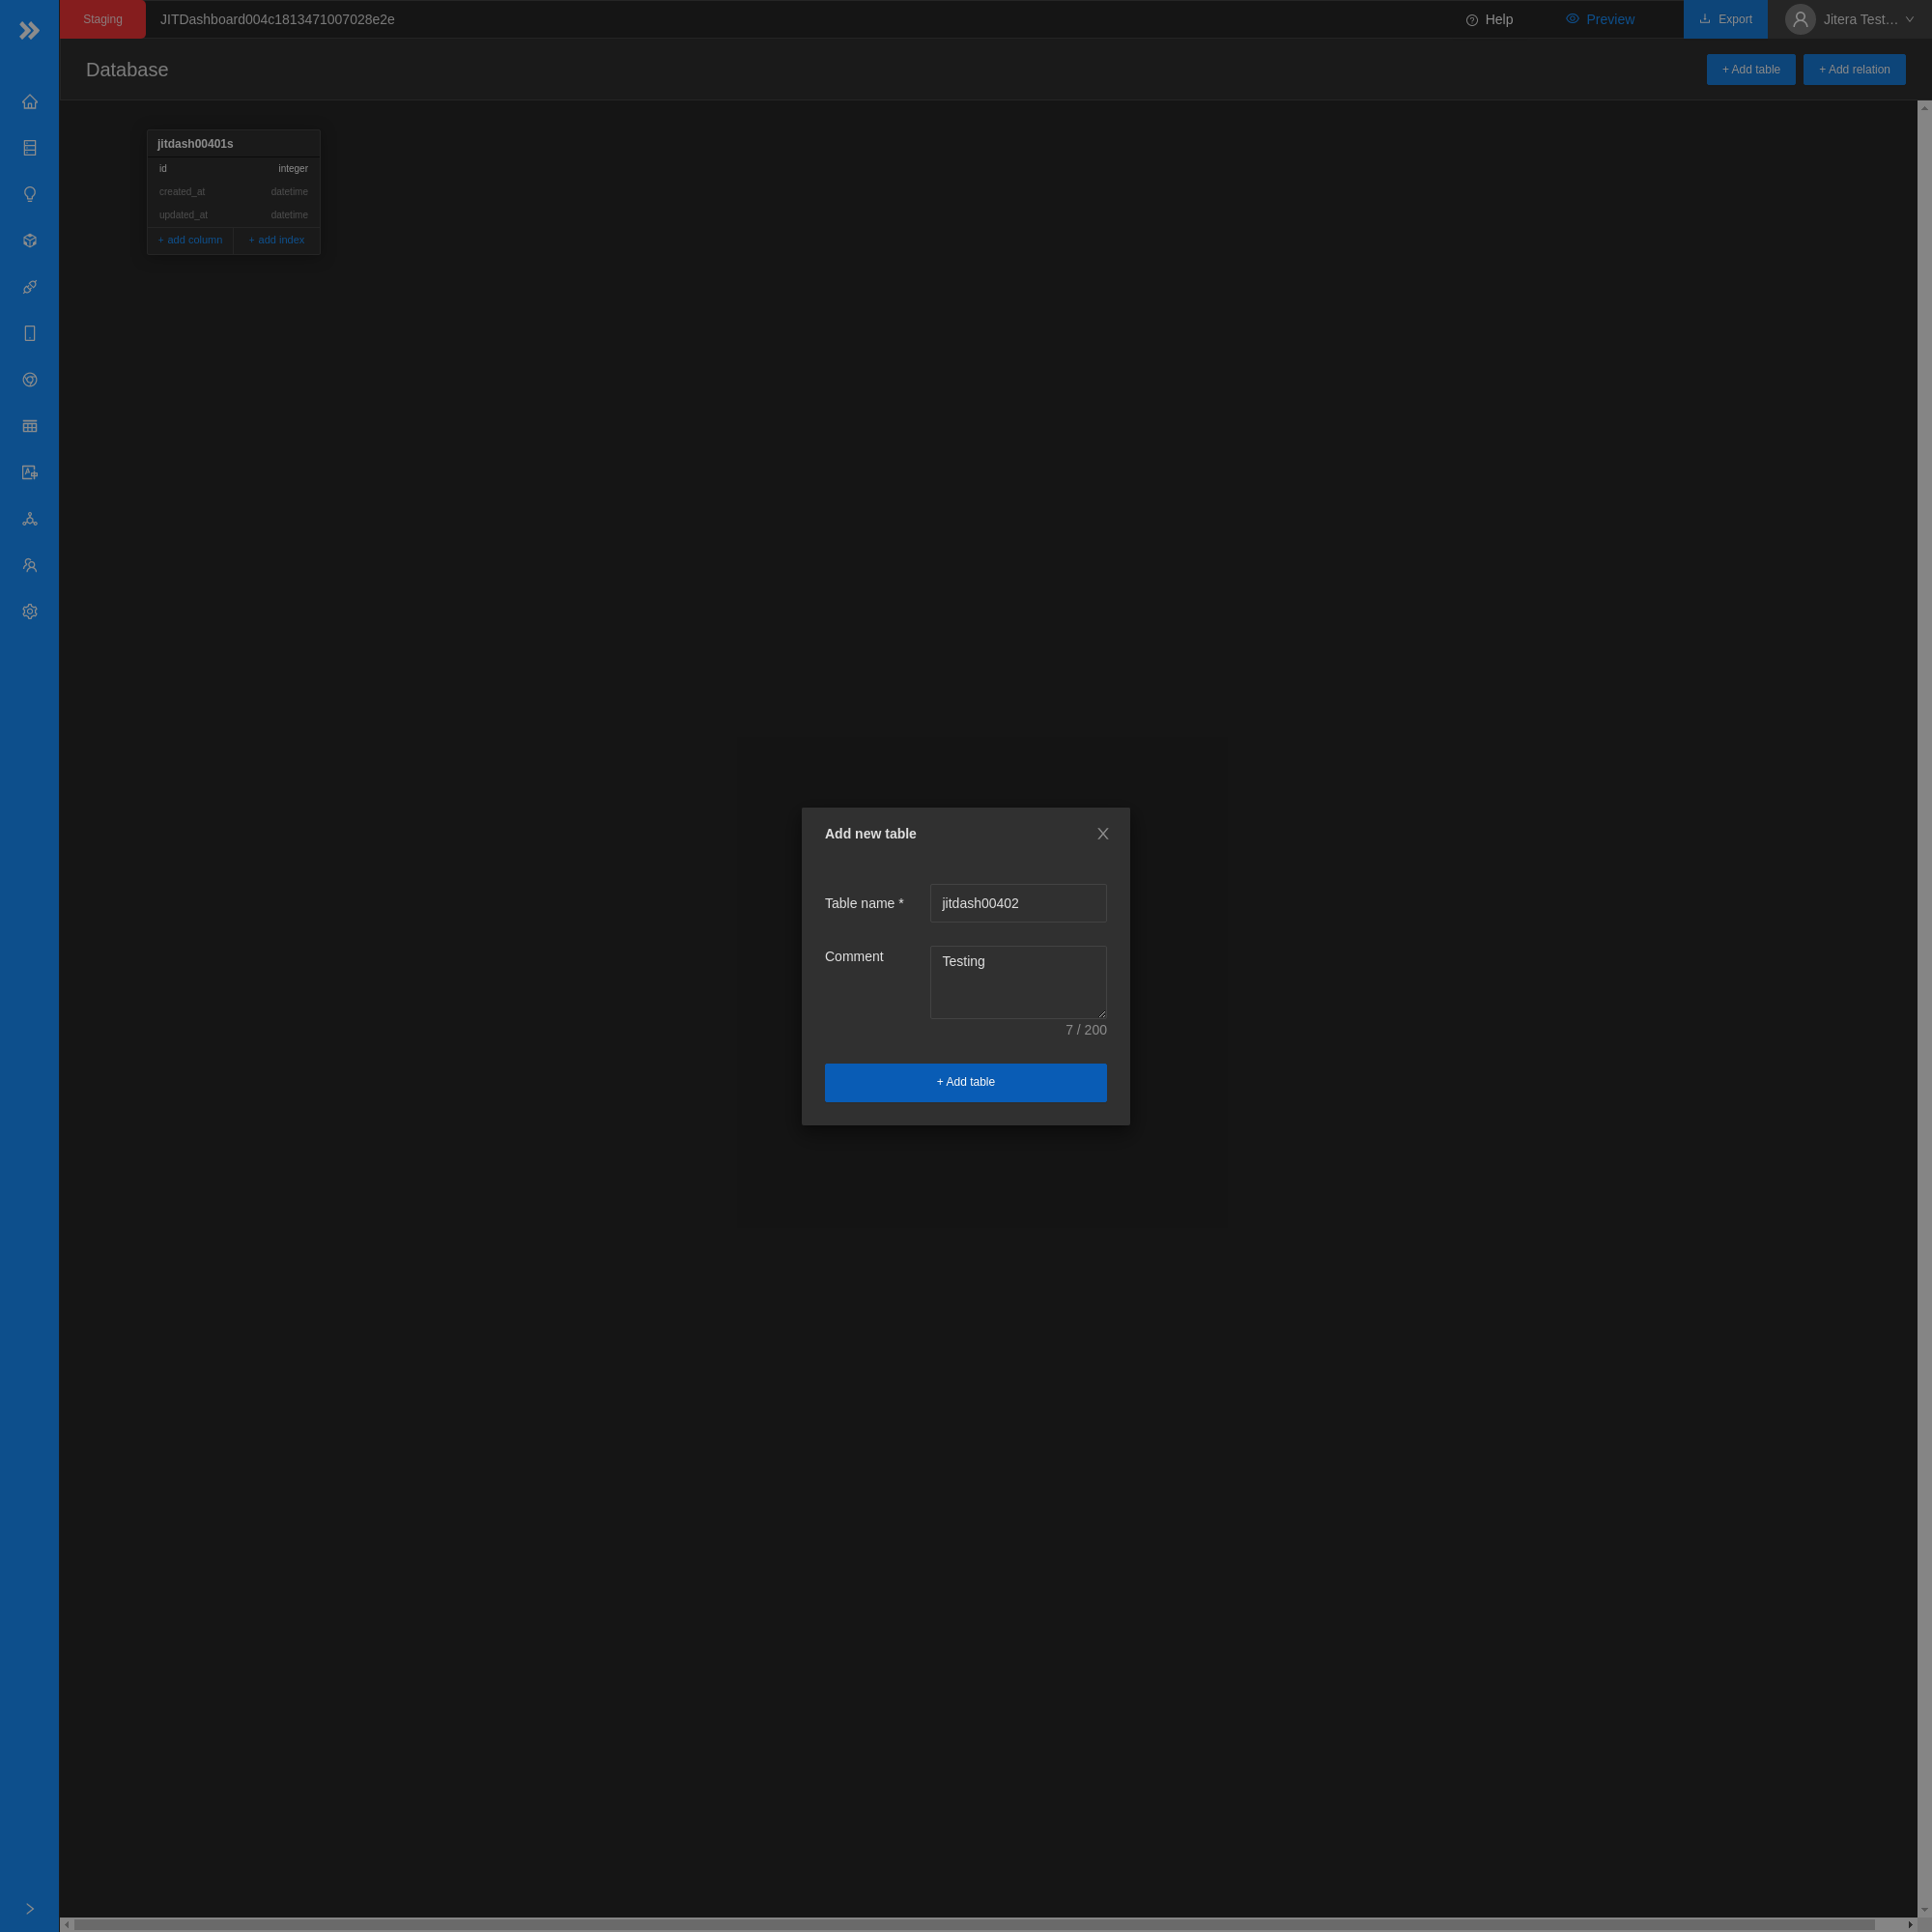 Staging
JITDashboard004c1813471007028e2e
Help
Preview
Export
Jitera Test…
Database
+ Add table
+ Add relation
jitdash00401s
id integer
created_at datetime
updated_at datetime
+ add column
+ add index
Add new table
Table name * jitdash00402
Comment Testing
7 / 200
+ Add table